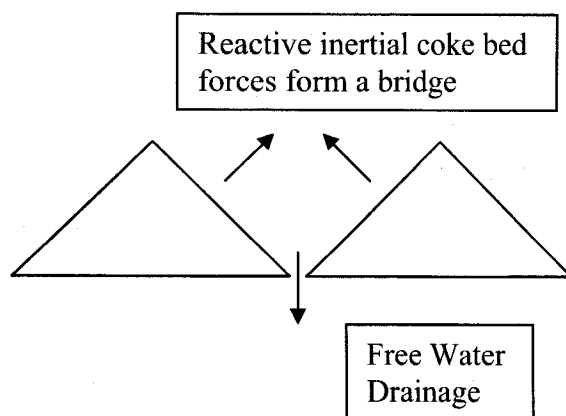 Reactive inertial coke bed
forces form a bridge
Free Water
Drainage